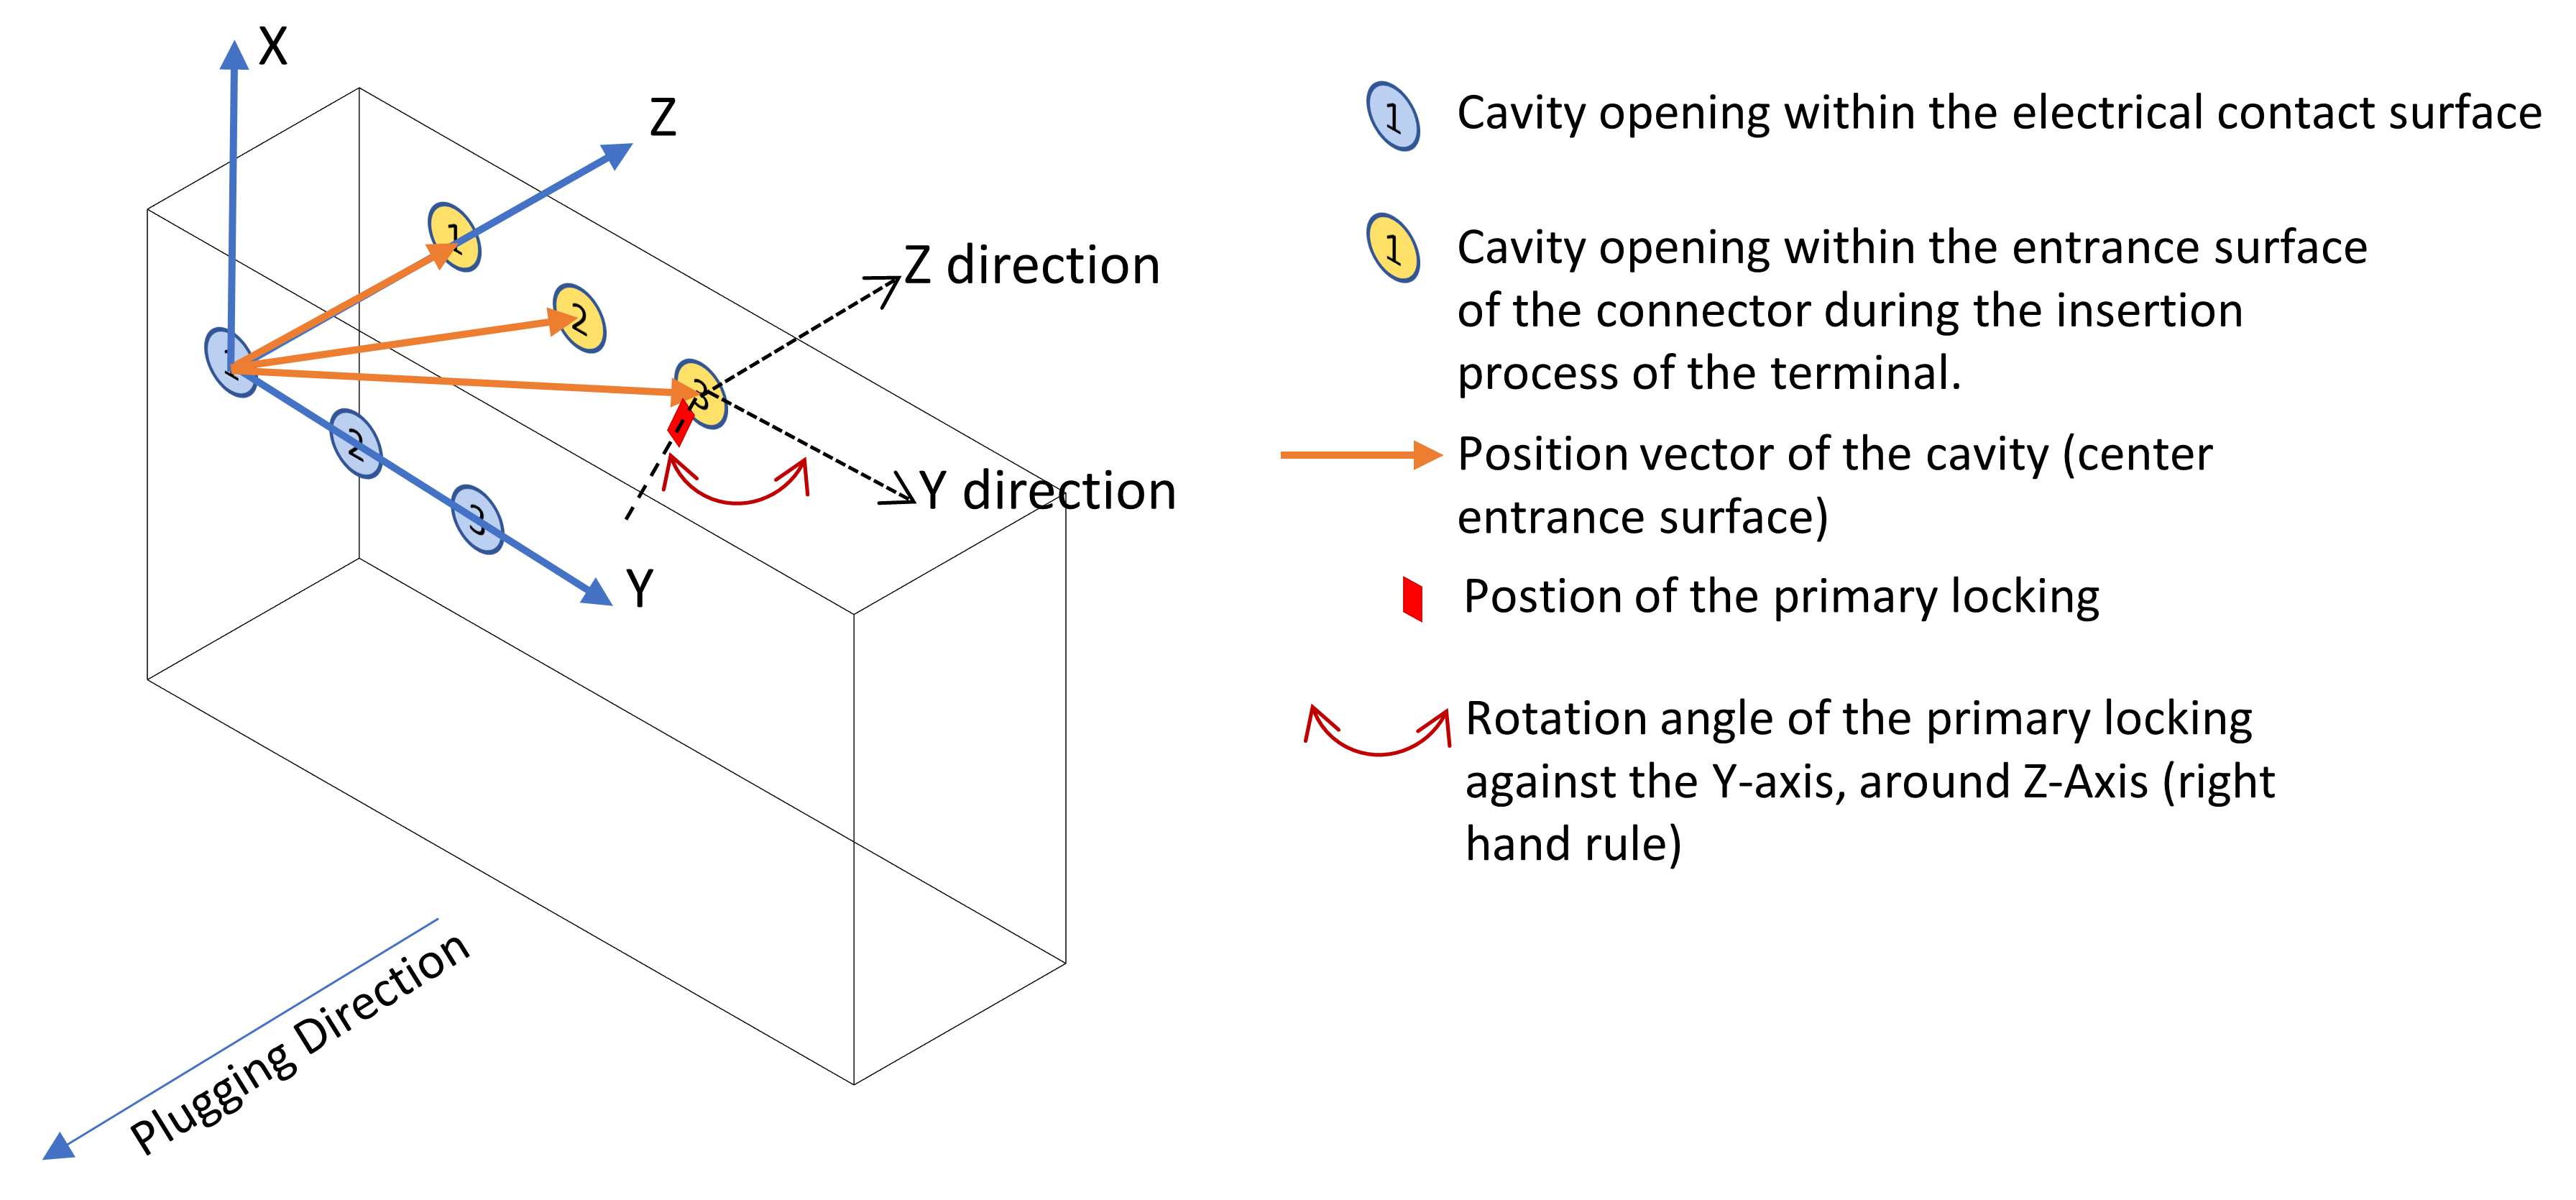 X
Z
1
2
3
1
2
3
Z direction
Y direction
Y
Plugging Direction
1
Cavity opening within the electrical contact surface
1
Cavity opening within the entrance surface
of the connector during the insertion
process of the terminal.
Position vector of the cavity (center
entrance surface)
Postion of the primary locking
Rotation angle of the primary locking
against the Y-axis, around Z-Axis (right
hand rule)